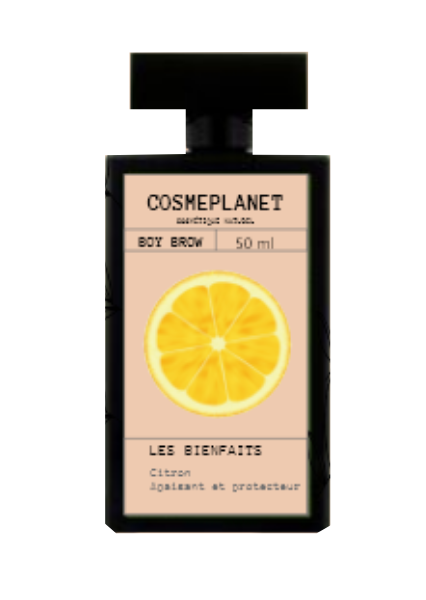 COSMEPLANET
BOY BROW 50 ml
LES BIENFAITS
Citron
Apaisant et protecteur